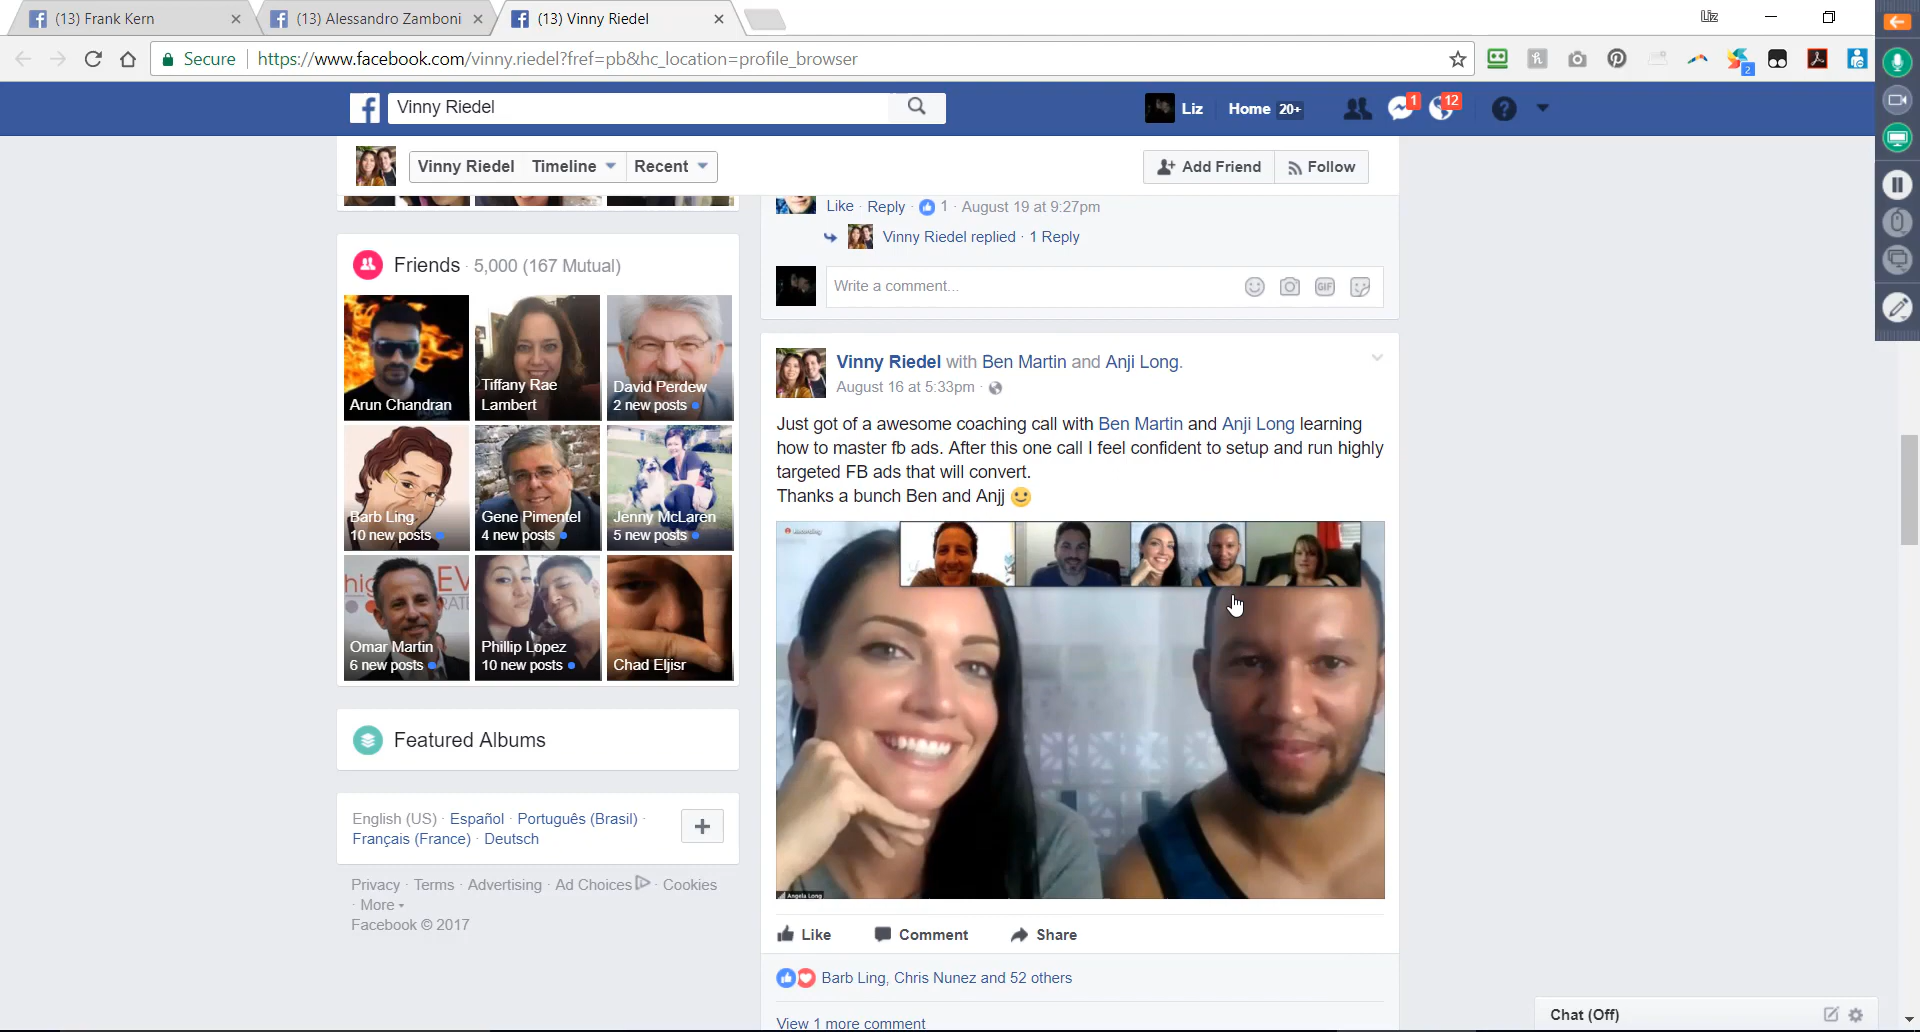 (13) Frank Kern
(13) Alessandro Zamboni
(13) Vinny Riedel
Liz
Secure
https://www.facebook.com/vinny.riedel?fref=pb&hc_location=profile_browser
2
Vinny Riedel
Liz
Home 20+
1
12
Vinny Riedel
Timeline
Recent
Add Friend
Follow
Like · Reply · 1 · August 19 at 9:27pm
Vinny Riedel replied · 1 Reply
Write a comment...
GIF
Friends · 5,000 (167 Mutual)
Arun Chandran
Tiffany Rae
Lambert
David Perdew
2 new posts
Barb Ling
10 new posts
Gene Pimentel
4 new posts
Jenny McLaren
5 new posts
Omar Martin
6 new posts
Phillip Lopez
10 new posts
Chad Eljisr
Featured Albums
English (US) · Español · Português (Brasil) ·
Français (France) · Deutsch
Privacy · Terms · Advertising · Ad Choices · Cookies
· More
Facebook © 2017
Vinny Riedel with Ben Martin and Anji Long.
August 16 at 5:33pm ·
Just got of a awesome coaching call with Ben Martin and Anji Long learning
how to master fb ads. After this one call I feel confident to setup and run highly
targeted FB ads that will convert.
Thanks a bunch Ben and Anjj
Angela Long
Like
Comment
Share
Barb Ling, Chris Nunez and 52 others
View 1 more comment
Chat (Off)